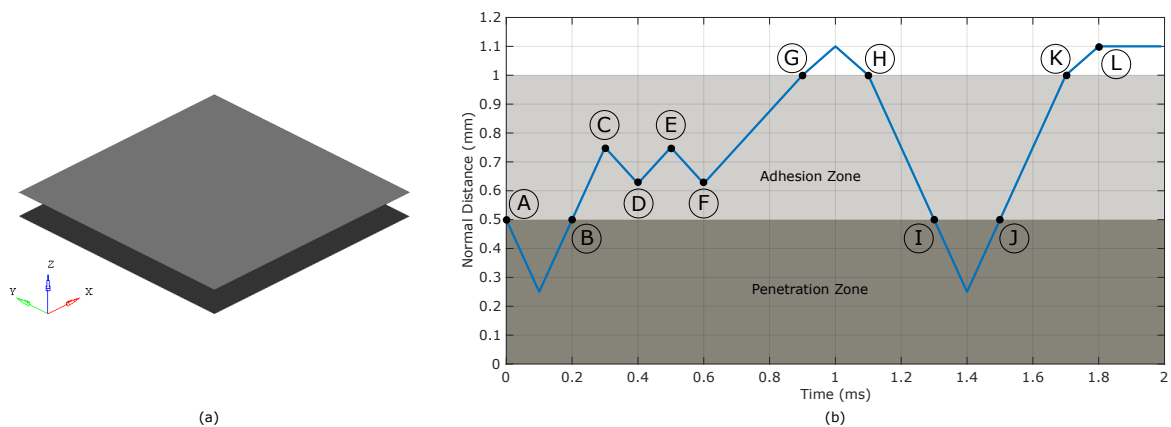 Z
Y
X
(a)
1.2
1.1
1
0.9
0.8
0.7
0.6
0.5
0.4
0.3
0.2
0.1
0
Normal Distance (mm)
G
H
K
L
C
E
Adhesion Zone
D
F
A
B
I
J
Penetration Zone
0 0.2 0.4 0.6 0.8 1 1.2 1.4 1.6 1.8 2
Time (ms)
(b)